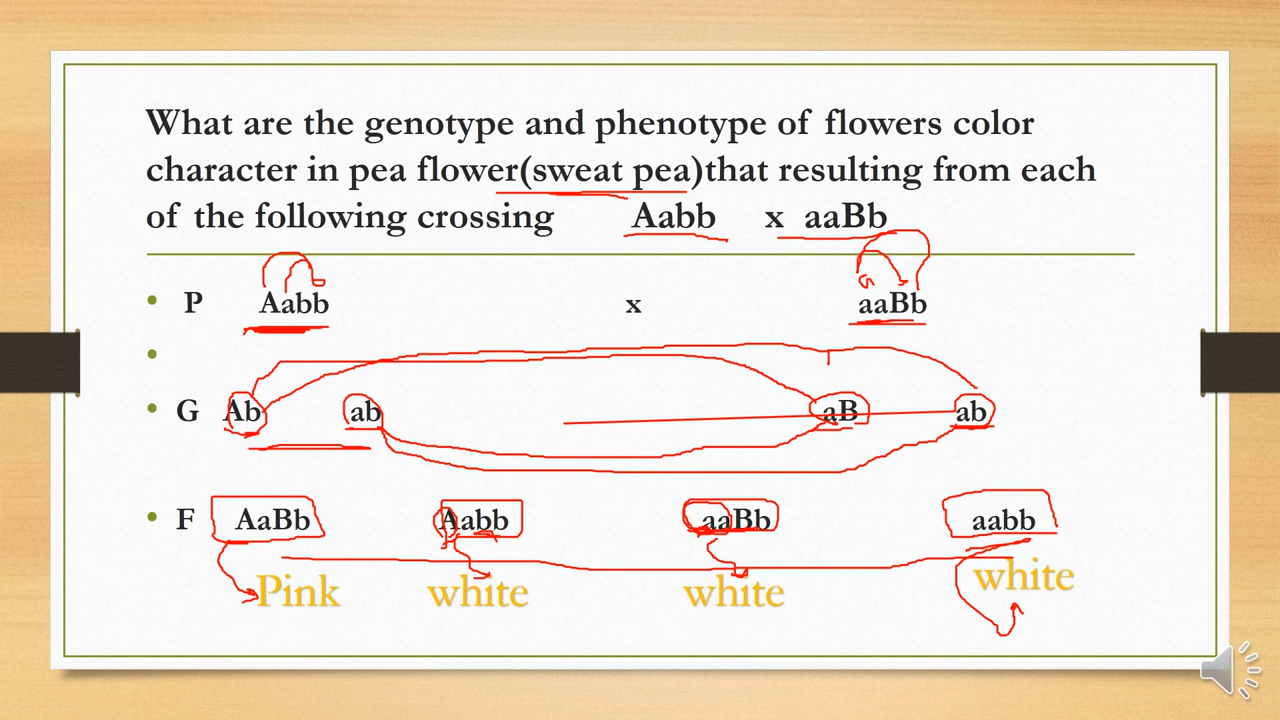 What are the genotype and phenotype of flowers color
character in pea flower(sweat pea)that resulting from each
of the following crossing Aabb x aaBb
• P Aabb x aaBb
•
• G Ab ab aB ab
• F AaBb Aabb aaBb aabb
Pink white white white